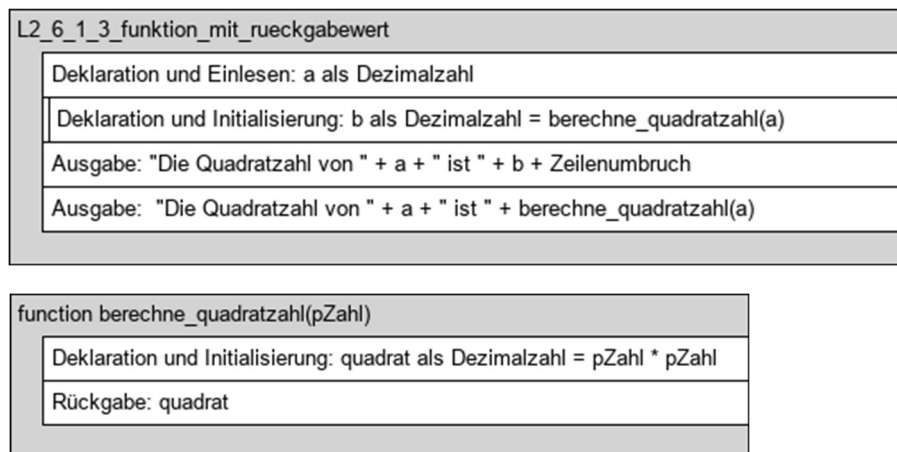 L2_6_1_3_funktion_mit_rueckgabewert
Deklaration und Einlesen: a als Dezimalzahl
Deklaration und Initialisierung: b als Dezimalzahl = berechne_quadratzahl(a)
Ausgabe: "Die Quadratzahl von " + a + " ist " + b + Zeilenumbruch
Ausgabe:  "Die Quadratzahl von " + a + " ist " + berechne_quadratzahl(a)
function berechne_quadratzahl(pZahl)
Deklaration und Initialisierung: quadrat als Dezimalzahl = pZahl * pZahl
Rückgabe: quadrat